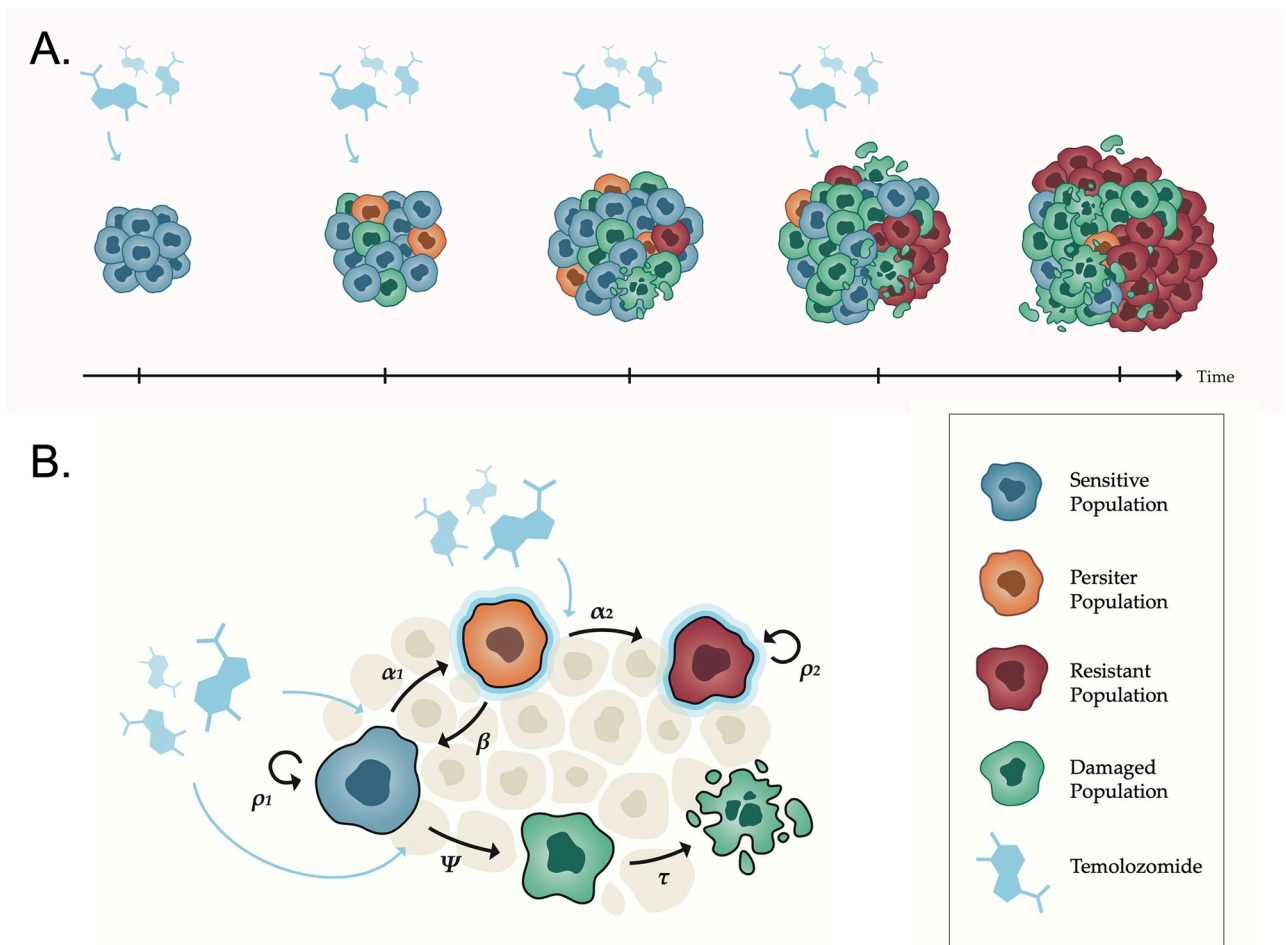 A.
Time
B.
α2
α1
ρ2
β
ρ1
Ψ
τ
Sensitive
Population
Persiter
Population
Resistant
Population
Damaged
Population
Temolozomide